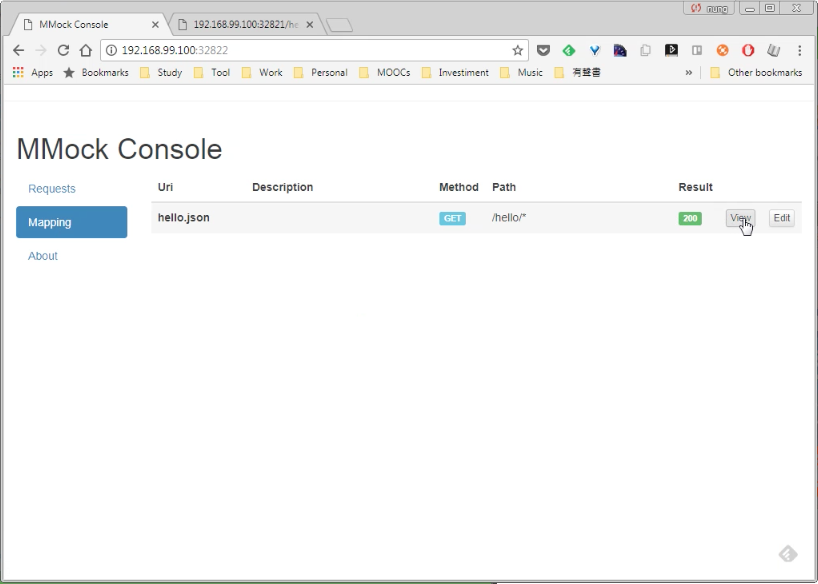 nung
MMock Console
192.168.99.100:32821/he
192.168.99.100:32822
Apps Bookmarks Study Tool Work Personal MOOCs Investiment Music 有聲書 » Other bookmarks
MMock Console
Requests
Mapping
About
Uri Description Method Path Result
hello.json GET /hello/* 200 View Edit